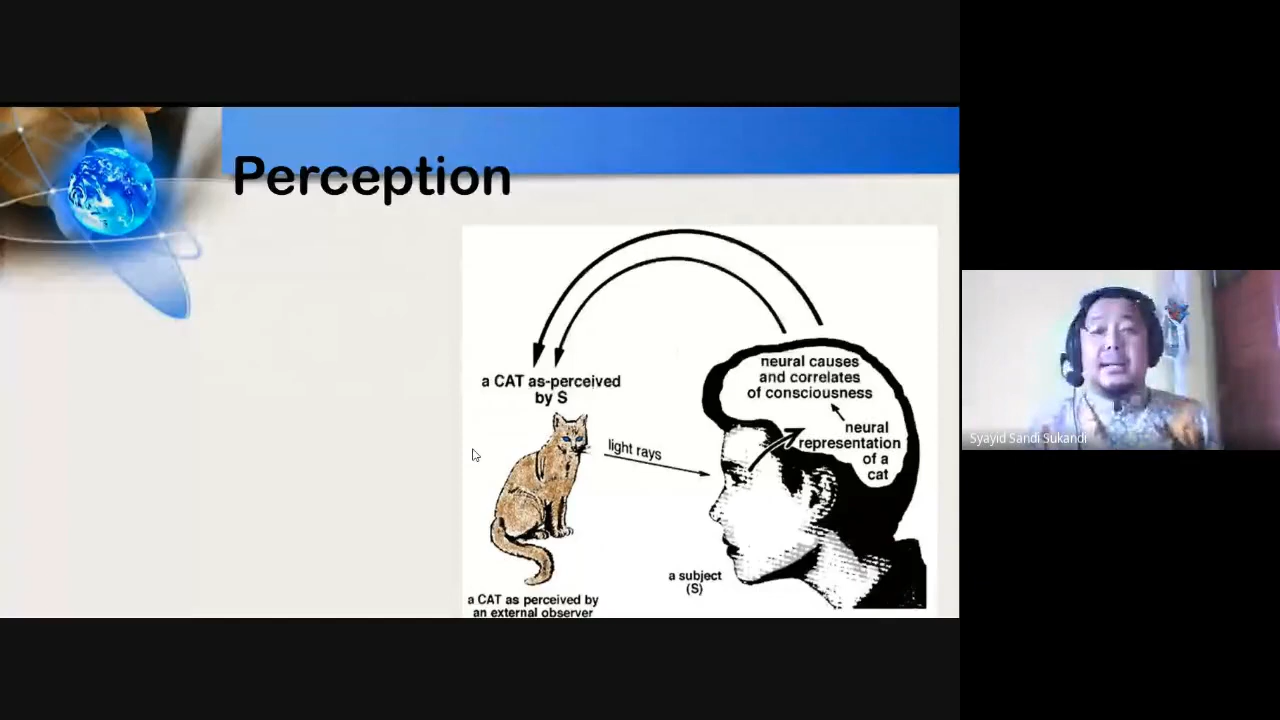 Perception
neural causes
and correlates
of consciousness
neural
representation
of a
cat
a CAT as-perceived
by S
light rays
a subject
(S)
a CAT as perceived by
an external observer
Syayid Sandi Sukandi